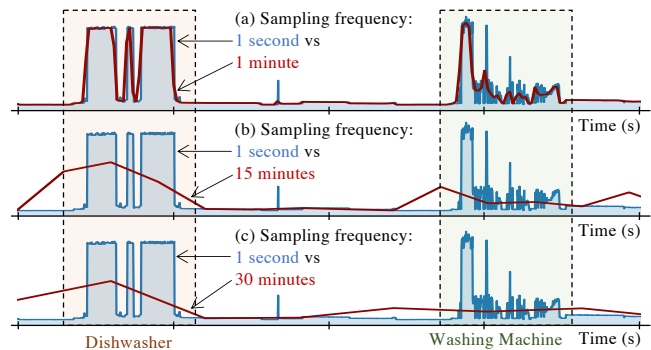 (a) Sampling frequency:
1 second vs
1 minute
Time (s)
(b) Sampling frequency:
1 second vs
15 minutes
Time (s)
(c) Sampling frequency:
1 second vs
30 minutes
Dishwasher
Washing Machine
Time (s)